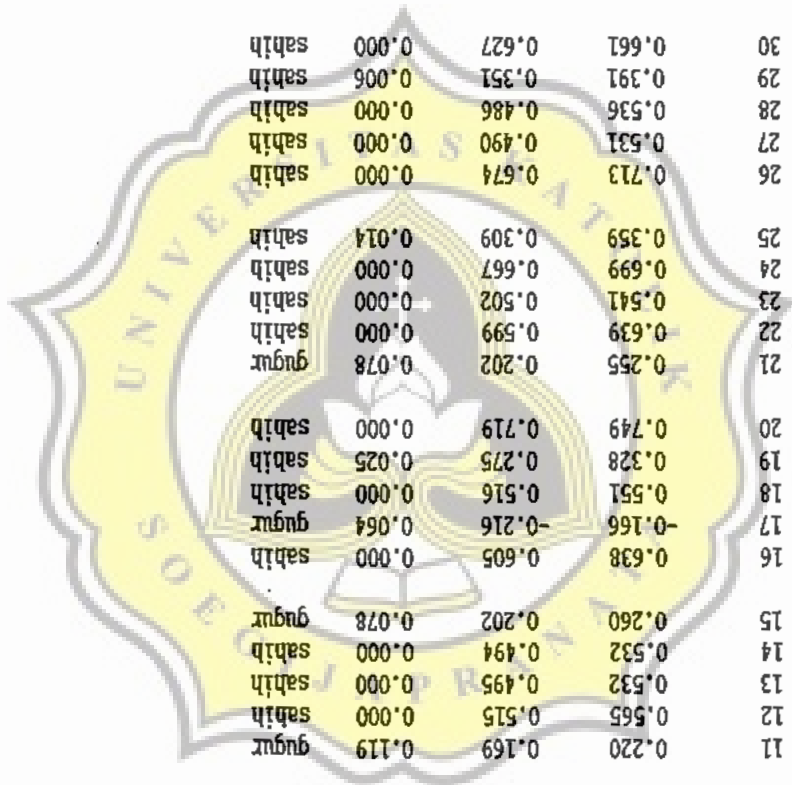 11 0.220 0.169 0.119 gugur
12 0.565 0.515 0.000 sahih
13 0.532 0.495 0.000 sahih
14 0.532 0.494 0.000 sahih
15 0.260 0.202 0.078 gugur
16 0.638 0.605 0.000 sahih
17 -0.166 -0.216 0.064 gugur
18 0.551 0.516 0.000 sahih
19 0.328 0.275 0.025 sahih
20 0.749 0.719 0.000 sahih
21 0.255 0.202 0.078 gugur
22 0.639 0.599 0.000 sahih
23 0.541 0.502 0.000 sahih
24 0.699 0.667 0.000 sahih
25 0.359 0.309 0.014 sahih
26 0.713 0.674 0.000 sahih
27 0.531 0.490 0.000 sahih
28 0.536 0.486 0.000 sahih
29 0.391 0.351 0.006 sahih
30 0.661 0.627 0.000 sahih
UNIVERSITAS KATOLIK
SOEGIJAPRANATA